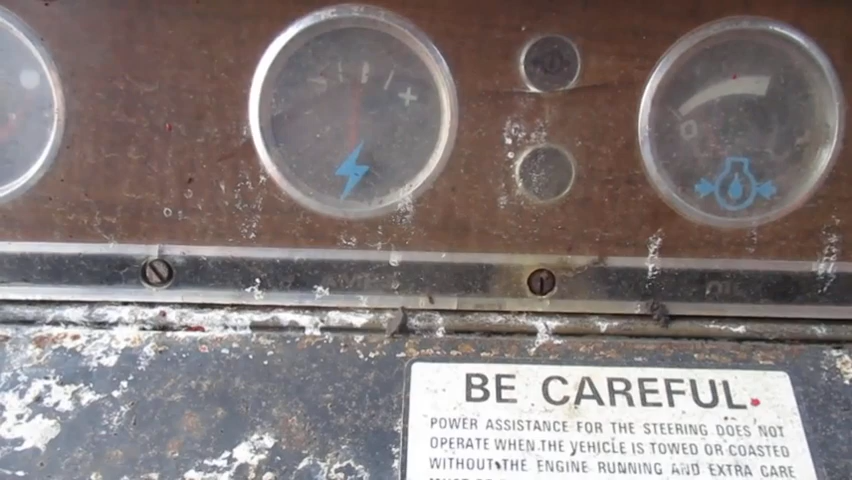 +
0
BE CAREFUL.
POWER ASSISTANCE FOR THE STEERING DOES NOT
OPERATE WHEN THE VEHICLE IS TOWED OR COASTED
WITHOUT THE ENGINE RUNNING AND EXTRA CARE